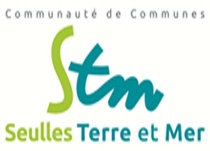 Communauté de Communes
Stm
Seulles Terre et Mer